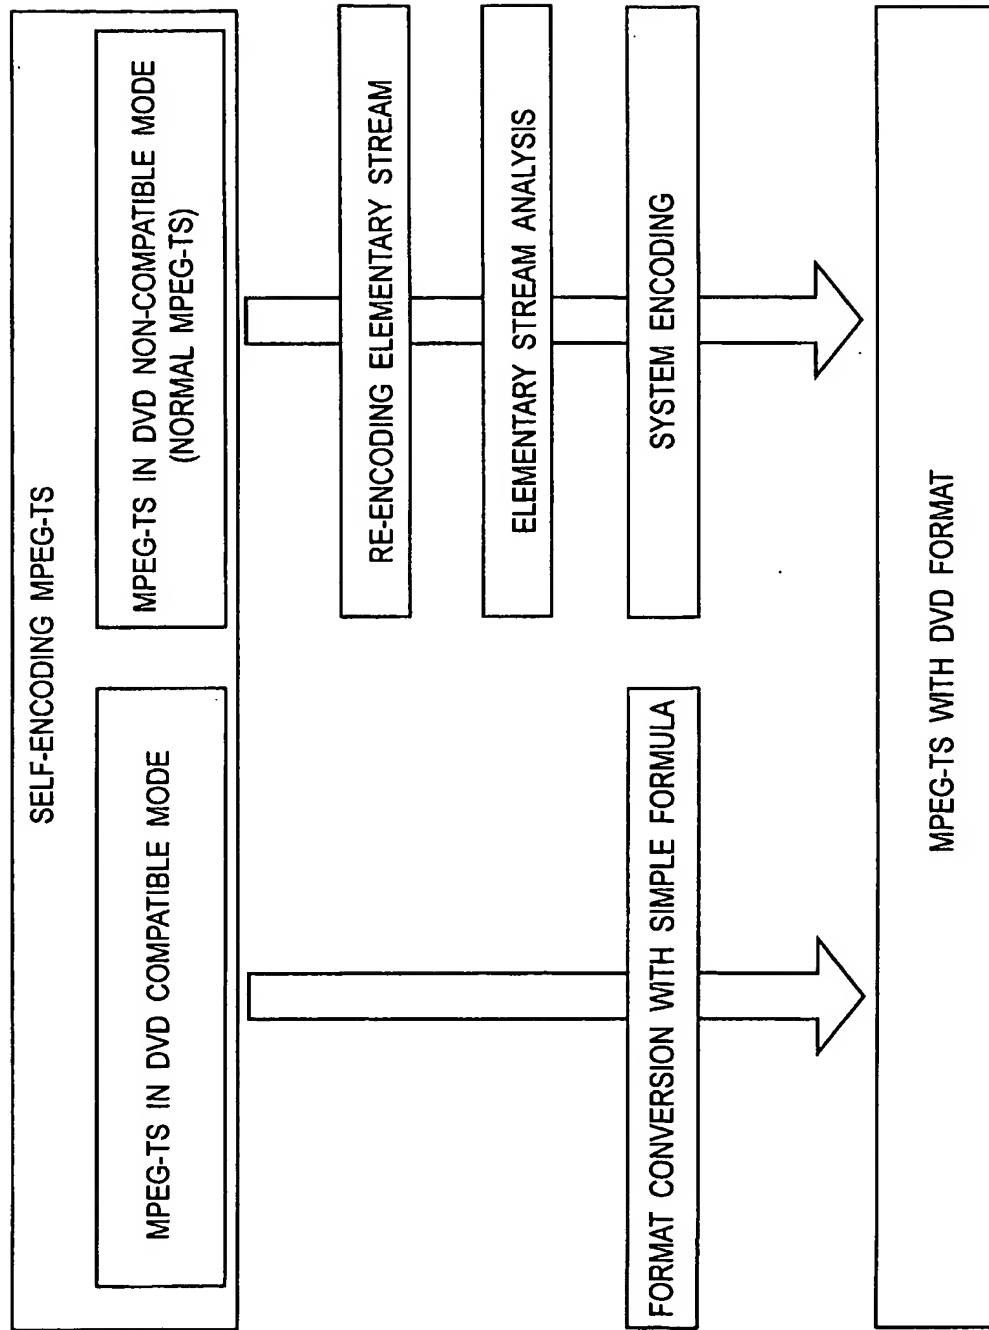 SELF-ENCODING MPEG-TS
MPEG-TS IN DVD COMPATIBLE MODE
MPEG-TS IN DVD NON-COMPATIBLE MODE
(NORMAL MPEG-TS)
RE-ENCODING ELEMENTARY STREAM
ELEMENTARY STREAM ANALYSIS
FORMAT CONVERSION WITH SIMPLE FORMULA
SYSTEM ENCODING
MPEG-TS WITH DVD FORMAT